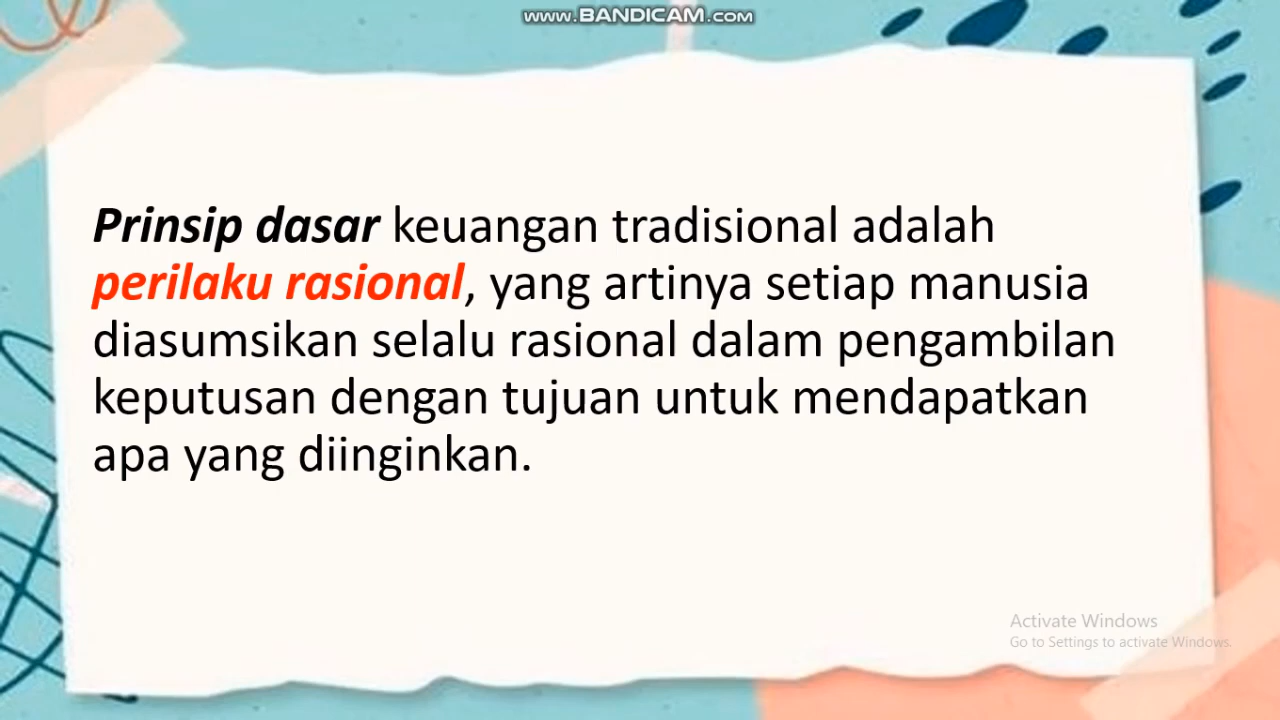 www.BANDICAM.com
Prinsip dasar keuangan tradisional adalah
perilaku rasional, yang artinya setiap manusia
diasumsikan selalu rasional dalam pengambilan
keputusan dengan tujuan untuk mendapatkan
apa yang diinginkan.
Activate Windows
Go to Settings to activate Windows.